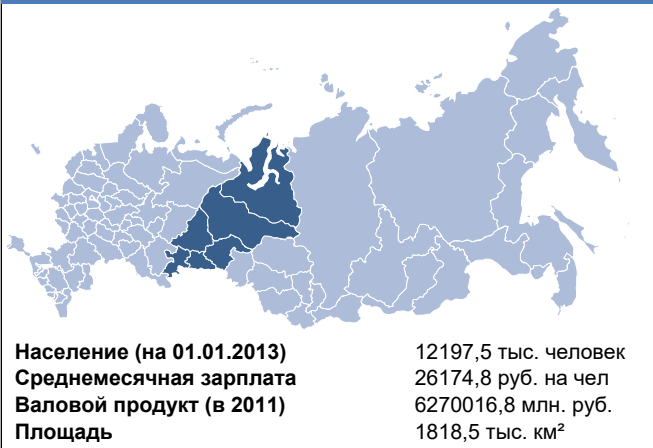 Население (на 01.01.2013) 12197,5 тыс. человек
Среднемесячная зарплата 26174,8 руб. на чел
Валовой продукт (в 2011) 6270016,8 млн. руб.
Площадь 1818,5 тыс. км²